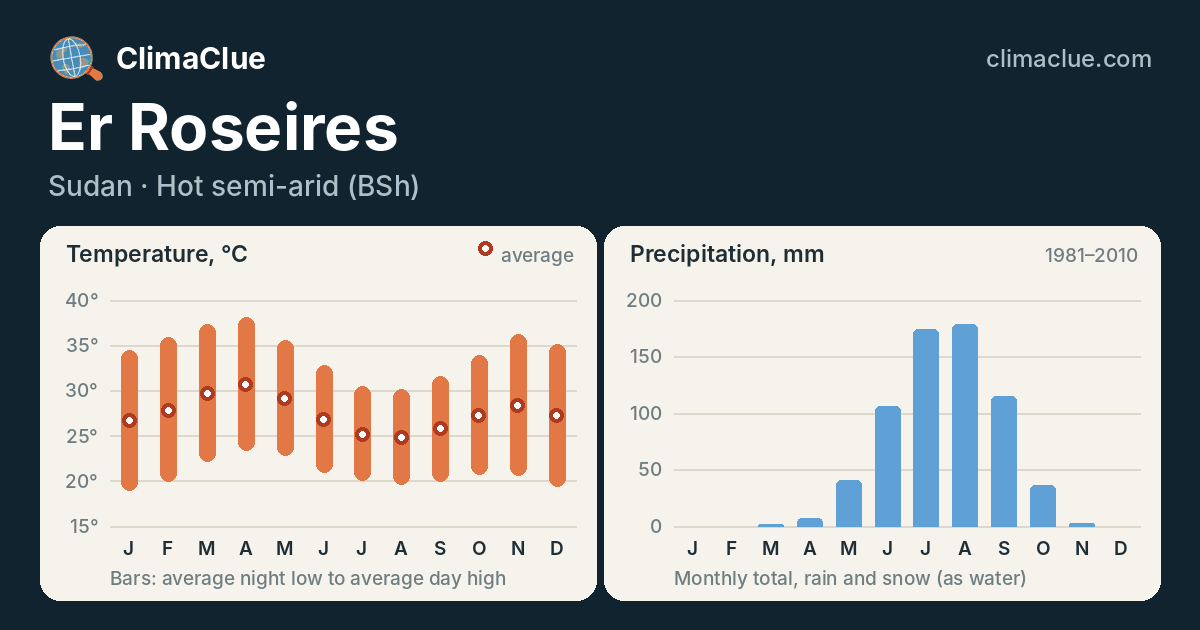 ClimaClue
climaclue.com
Er Roseires
Sudan · Hot semi-arid (BSh)
Temperature, °C
average
40°
35°
30°
25°
20°
15°
J F M A M J J A S O N D
Bars: average night low to average day high
Precipitation, mm
1981–2010
200
150
100
50
0
J F M A M J J A S O N D
Monthly total, rain and snow (as water)